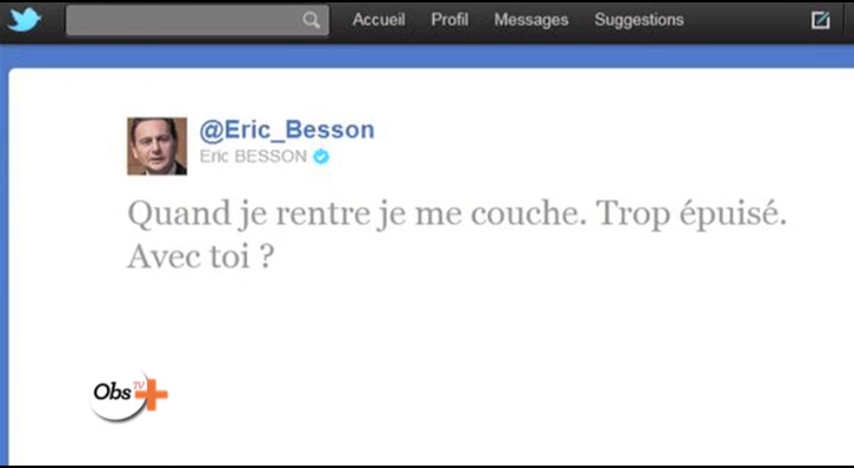 Accueil Profil Messages Suggestions
@Eric_Besson
Eric BESSON
Quand je rentre je me couche. Trop épuisé.
Avec toi ?
Obs TV